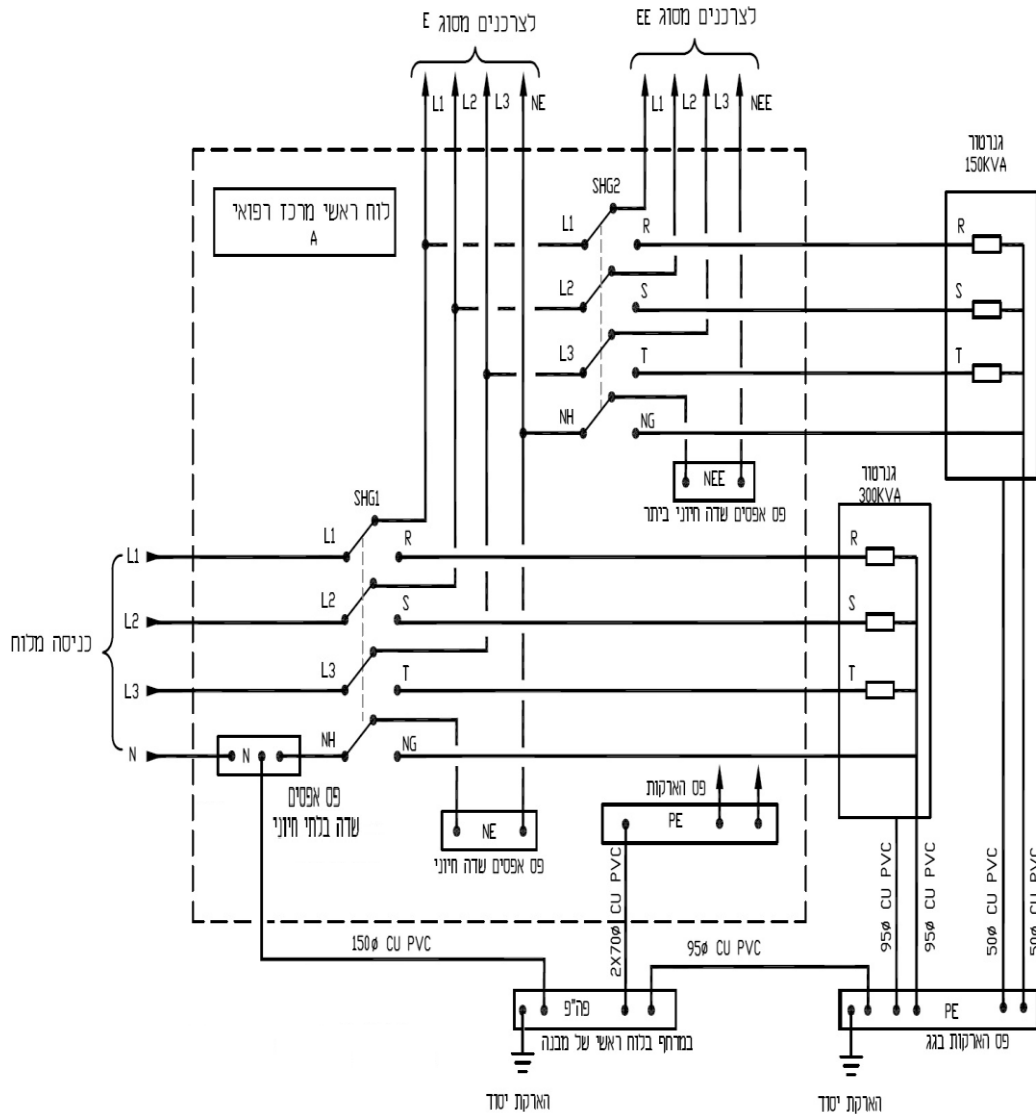 לצרכנים מסוג E
לצרכנים מסוג EE
L1 L2 L3 NE
L1 L2 L3 NEE
גנרטור
150KVA
לוח ראשי מרכז רפואי
A
SHG2
L1 R R
L2 S S
L3 T T
NH NG
NEE
פס אפסים שדה חיוני ביתר
גנרטור
300KVA
SHG1
L1 L1 R R
L2 L2 S S
כניסה מלוח
L3 L3 T T
N N NH NG
פס אפסים
שדה בלתי חיוני
פס הארקות
PE
NE
פס אפסים שדה חיוני
2X70ø CU PVC
95ø CU PVC
95ø CU PVC
50ø CU PVC
50ø CU PVC
150ø CU PVC
95ø CU PVC
פה"פ
PE
במרתף בלוח ראשי של מבנה
פס הארקות בגג
הארקת יסוד
הארקת יסוד